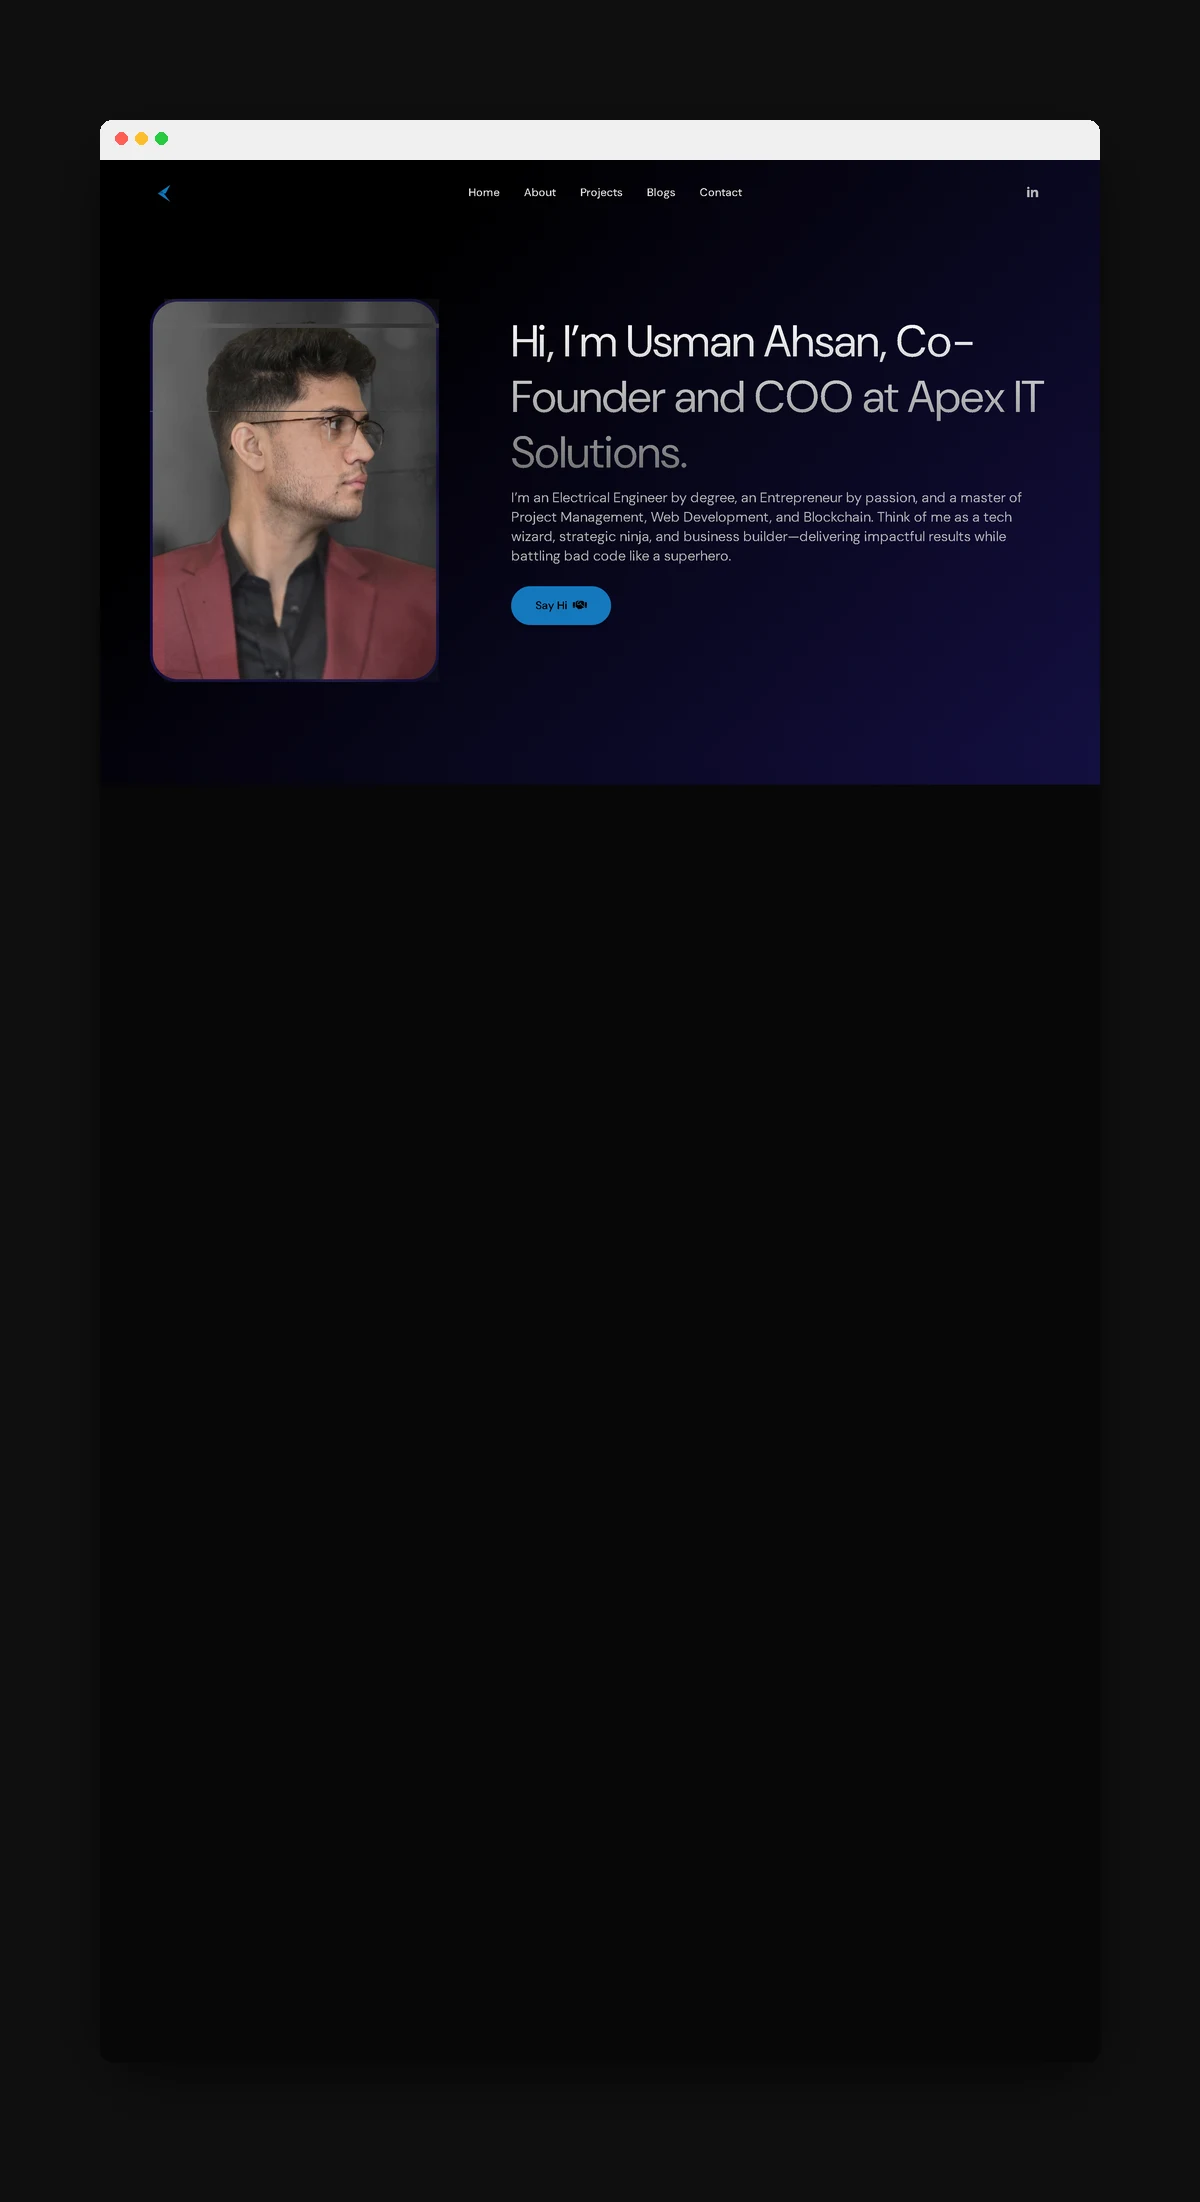 Home About Projects Blogs Contact in
Hi, I’m Usman Ahsan, Co-
Founder and COO at Apex IT
Solutions.
I’m an Electrical Engineer by degree, an Entrepreneur by passion, and a master of
Project Management, Web Development, and Blockchain. Think of me as a tech
wizard, strategic ninja, and business builder—delivering impactful results while
battling bad code like a superhero.
Say Hi